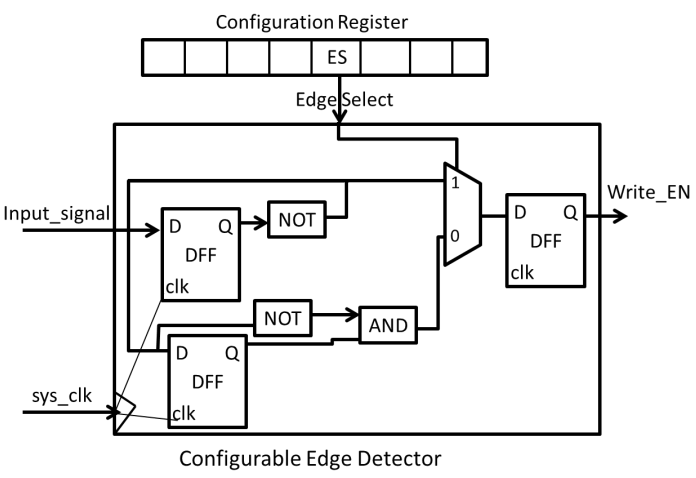 Configuration Register
ES
Edge Select
1
Input_signal
D Q
DFF
clk
NOT
0
D Q
DFF
clk
Write_EN
NOT
AND
D Q
DFF
clk
sys_clk
Configurable Edge Detector